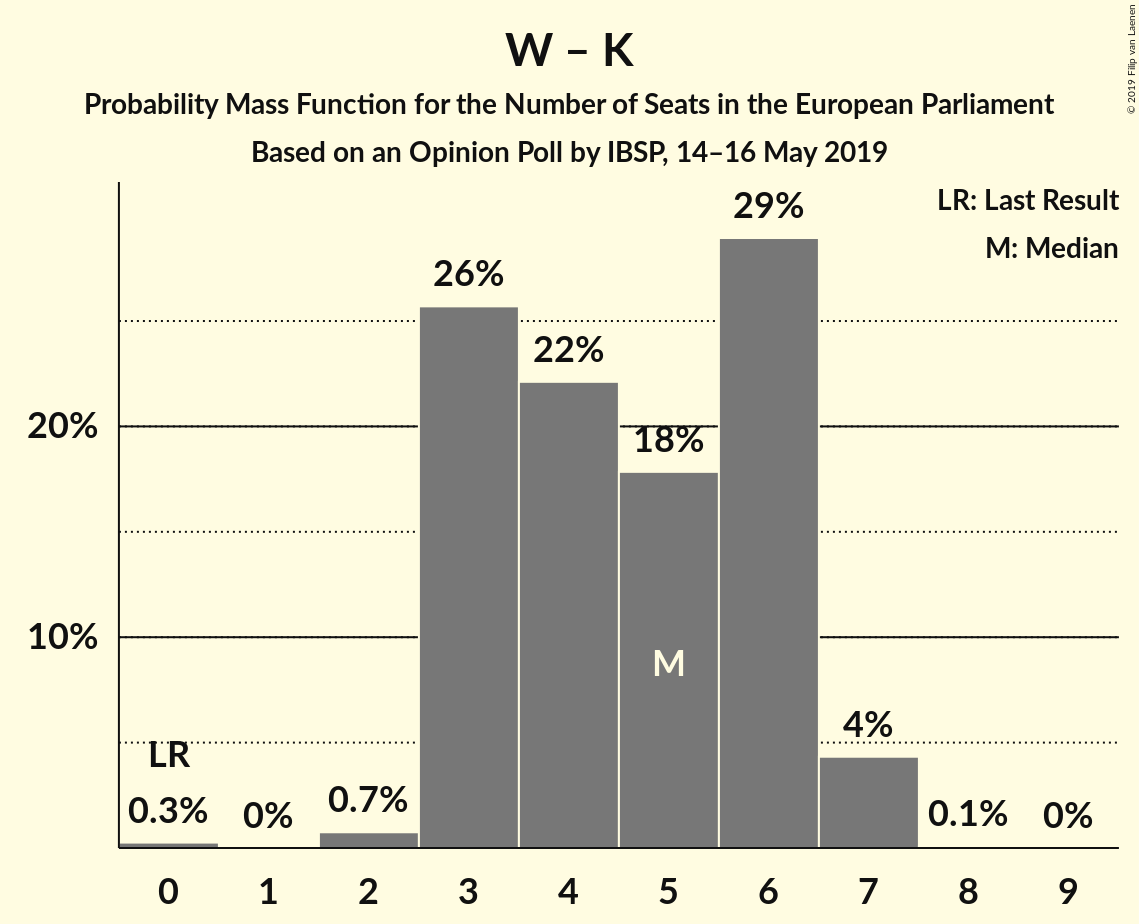 W – K
Probability Mass Function for the Number of Seats in the European Parliament
Based on an Opinion Poll by IBSP, 14–16 May 2019
© 2019 Filip van Laenen
LR: Last Result
M: Median
29%
26%
22%
20%
18%
10%
M
4%
LR
0.3%
0%
0.7%
0.1%
0%
0 1 2 3 4 5 6 7 8 9